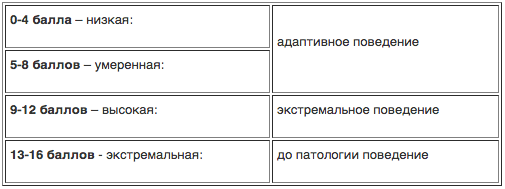 0-4 балла – низкая:
адаптивное поведение
5-8 баллов – умеренная:
9-12 баллов – высокая:
экстремальное поведение
13-16 баллов - экстремальная:
до патологии поведение